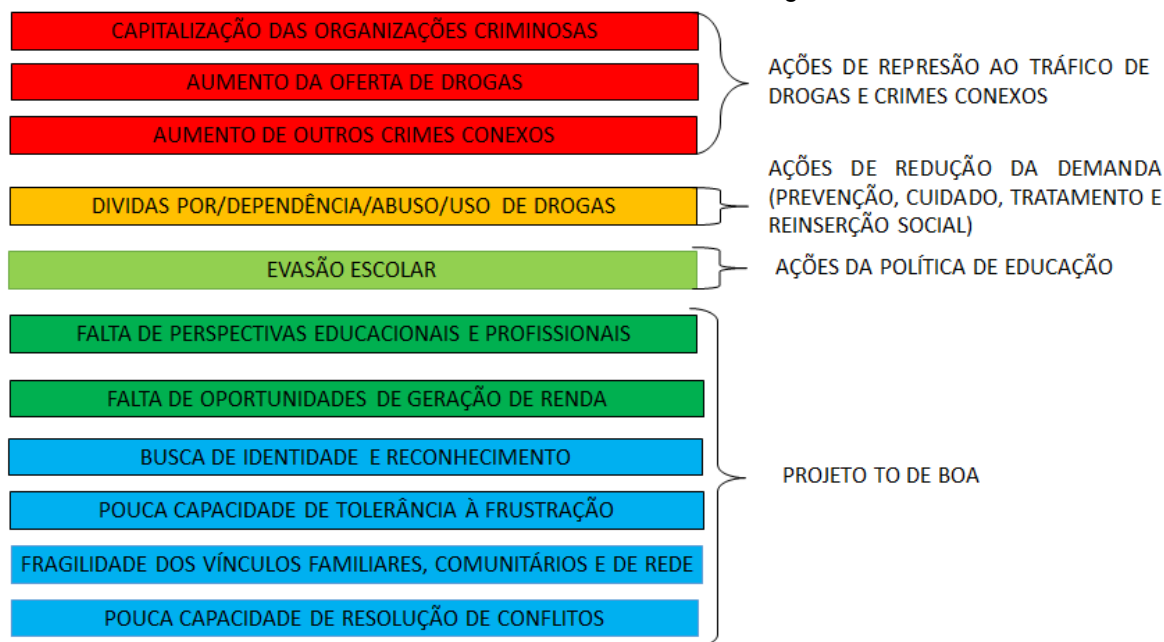 CAPITALIZAÇÃO DAS ORGANIZAÇÕES CRIMINOSAS
AUMENTO DA OFERTA DE DROGAS
AUMENTO DE OUTROS CRIMES CONEXOS
AÇÕES DE REPRESÃO AO TRÁFICO DE
DROGAS E CRIMES CONEXOS
DIVIDAS POR/DEPENDÊNCIA/ABUSO/USO DE DROGAS
AÇÕES DE REDUÇÃO DA DEMANDA
(PREVENÇÃO, CUIDADO, TRATAMENTO E
REINSERÇÃO SOCIAL)
EVASÃO ESCOLAR
AÇÕES DA POLÍTICA DE EDUCAÇÃO
FALTA DE PERSPECTIVAS EDUCACIONAIS E PROFISSIONAIS
FALTA DE OPORTUNIDADES DE GERAÇÃO DE RENDA
BUSCA DE IDENTIDADE E RECONHECIMENTO
POUCA CAPACIDADE DE TOLERÂNCIA À FRUSTRAÇÃO
FRAGILIDADE DOS VÍNCULOS FAMILIARES, COMUNITÁRIOS E DE REDE
POUCA CAPACIDADE DE RESOLUÇÃO DE CONFLITOS
PROJETO TO DE BOA